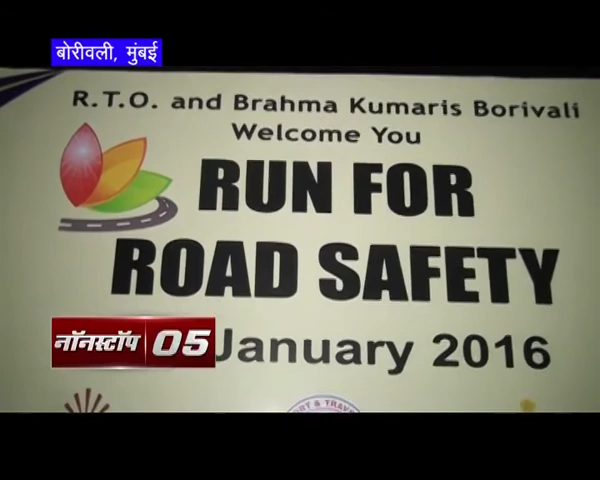 बोरीवली, मुंबई
R.T.O. and Brahma Kumaris Borivali
Welcome You
RUN FOR
ROAD SAFETY
नॉनस्टॉप 05
January 2016